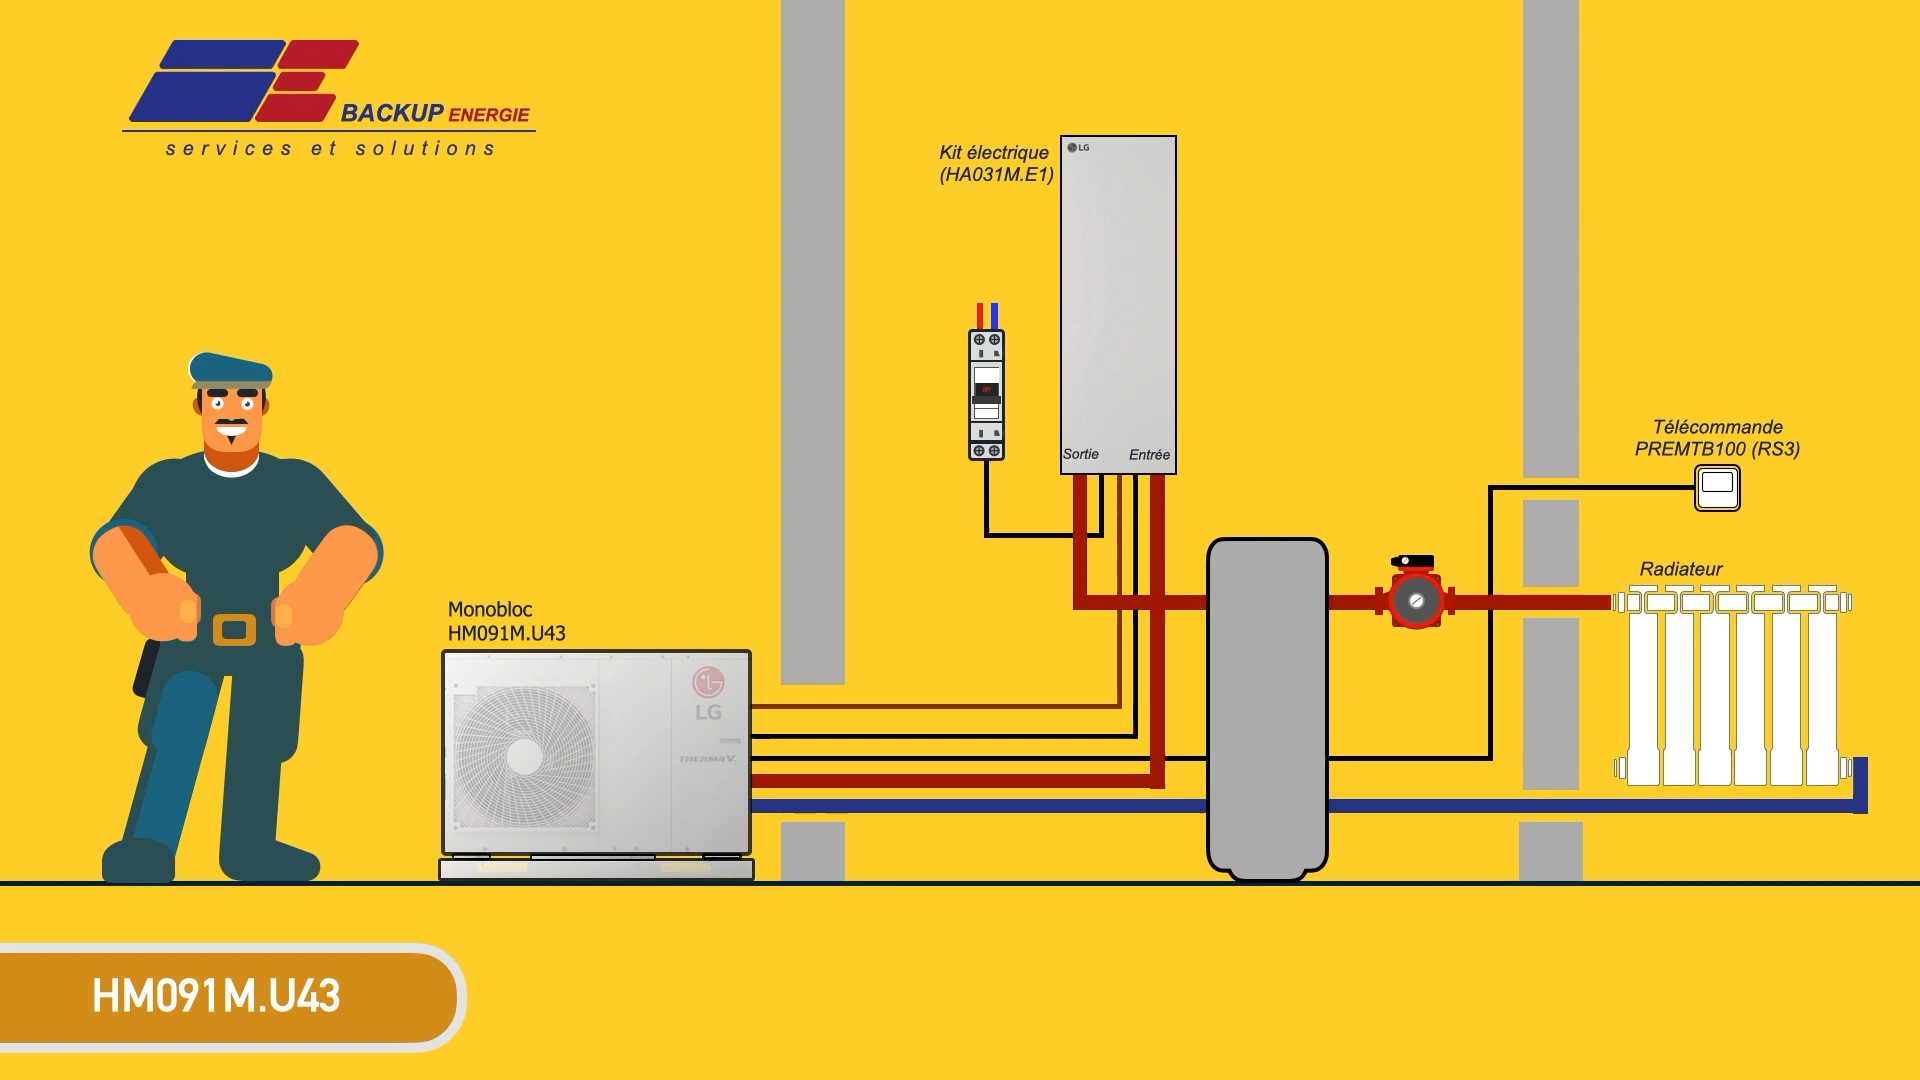 BACKUP ENERGIE
services et solutions
Kit électrique
(HA031M.E1)
LG
Sortie
Entrée
Télécommande
PREMTB100 (RS3)
Radiateur
Monobloc
HM091M.U43
LG
THERMA V.
HM091M.U43